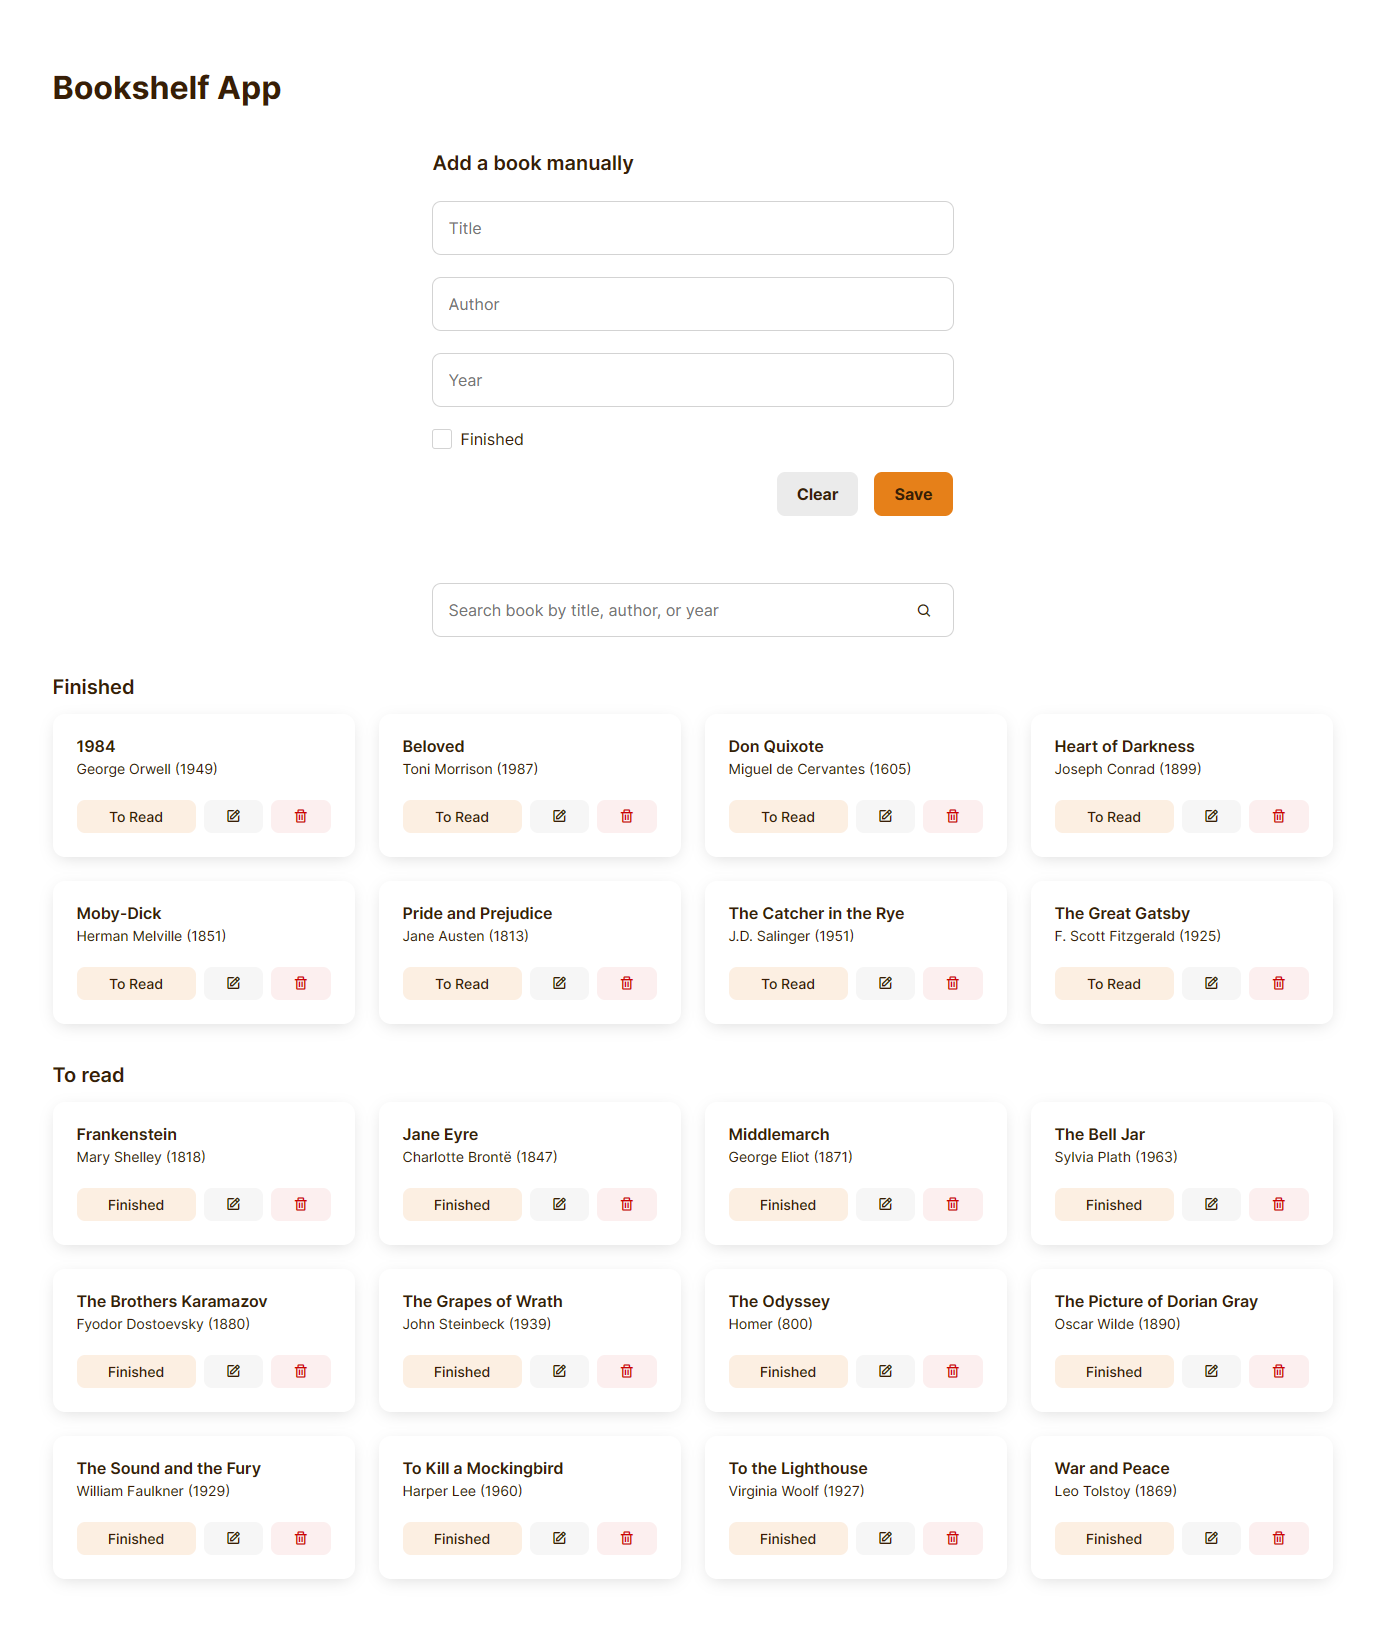 Bookshelf App
Add a book manually
Title
Author
Year
Finished
Clear
Save
Search book by title, author, or year
Finished
1984
George Orwell (1949)
To Read
Beloved
Toni Morrison (1987)
To Read
Don Quixote
Miguel de Cervantes (1605)
To Read
Heart of Darkness
Joseph Conrad (1899)
To Read
Moby-Dick
Herman Melville (1851)
To Read
Pride and Prejudice
Jane Austen (1813)
To Read
The Catcher in the Rye
J.D. Salinger (1951)
To Read
The Great Gatsby
F. Scott Fitzgerald (1925)
To Read
To read
Frankenstein
Mary Shelley (1818)
Finished
Jane Eyre
Charlotte Brontë (1847)
Finished
Middlemarch
George Eliot (1871)
Finished
The Bell Jar
Sylvia Plath (1963)
Finished
The Brothers Karamazov
Fyodor Dostoevsky (1880)
Finished
The Grapes of Wrath
John Steinbeck (1939)
Finished
The Odyssey
Homer (800)
Finished
The Picture of Dorian Gray
Oscar Wilde (1890)
Finished
The Sound and the Fury
William Faulkner (1929)
Finished
To Kill a Mockingbird
Harper Lee (1960)
Finished
To the Lighthouse
Virginia Woolf (1927)
Finished
War and Peace
Leo Tolstoy (1869)
Finished